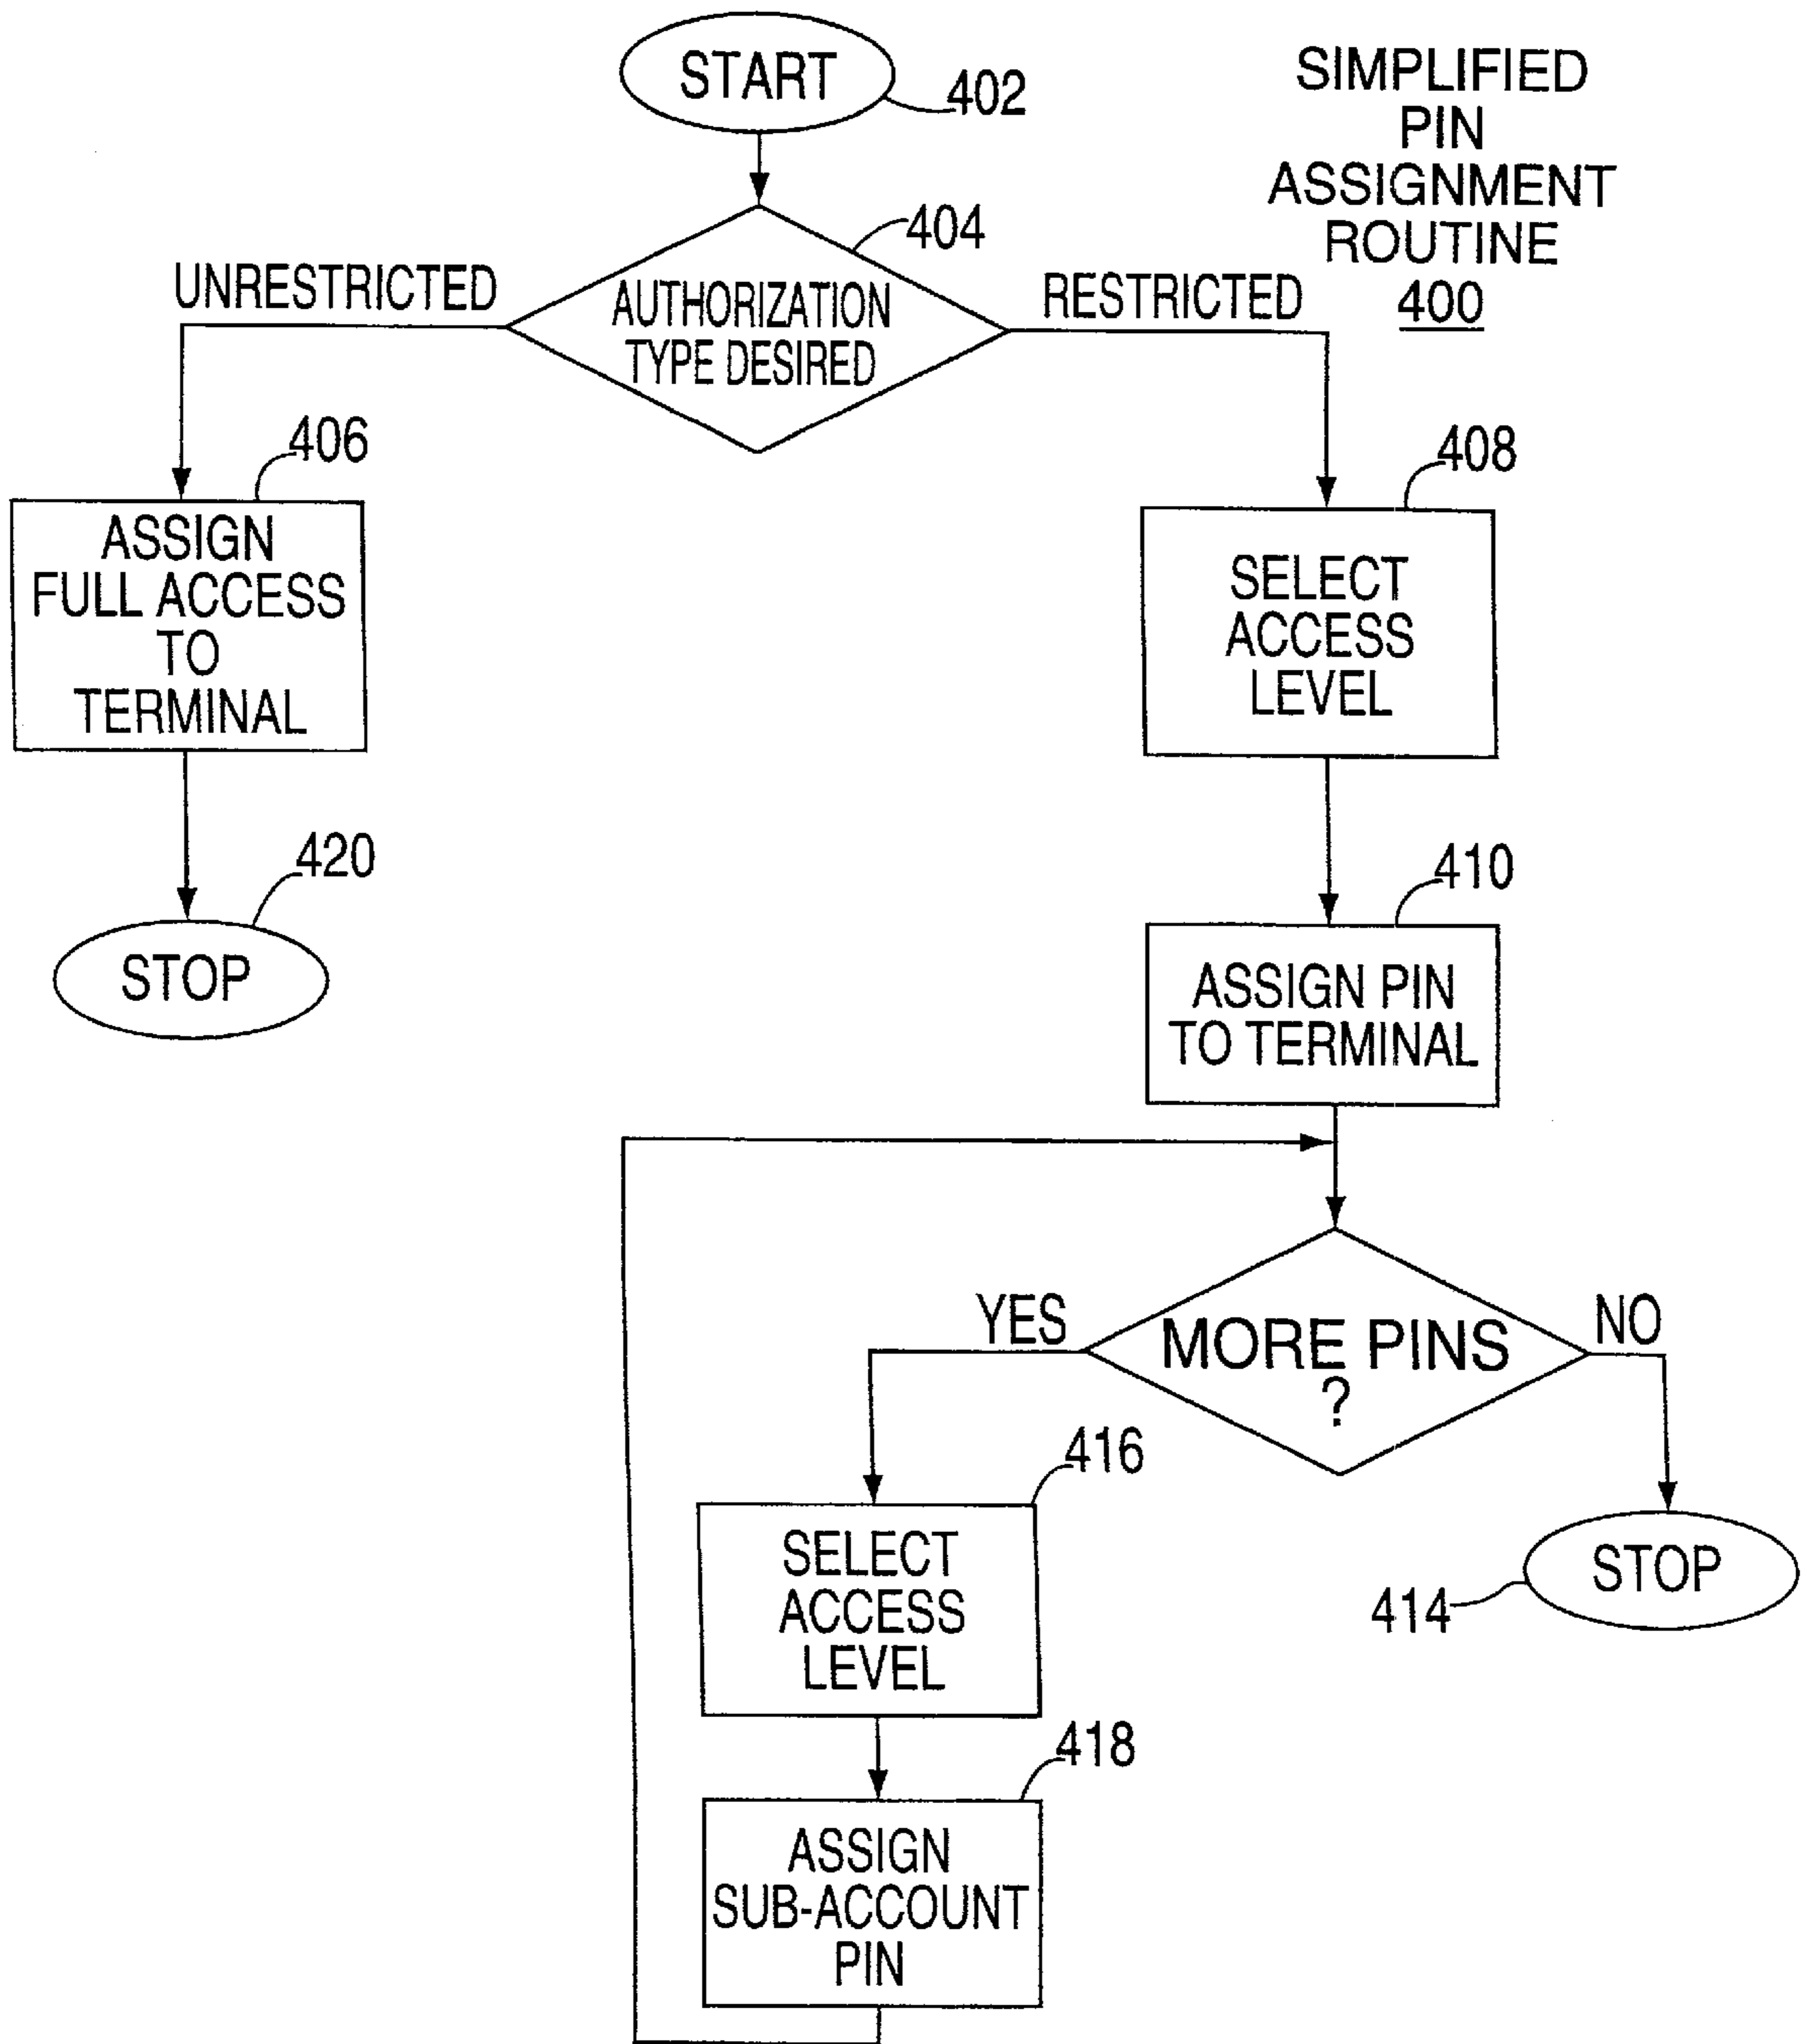 START
402
SIMPLIFIED
PIN
ASSIGNMENT
ROUTINE
400
404
UNRESTRICTED
AUTHORIZATION
TYPE DESIRED
RESTRICTED
406
ASSIGN
FULL ACCESS
TO
TERMINAL
408
SELECT
ACCESS
LEVEL
420
STOP
410
ASSIGN PIN
TO TERMINAL
YES
MORE PINS
?
NO
416
SELECT
ACCESS
LEVEL
STOP
414
418
ASSIGN
SUB-ACCOUNT
PIN